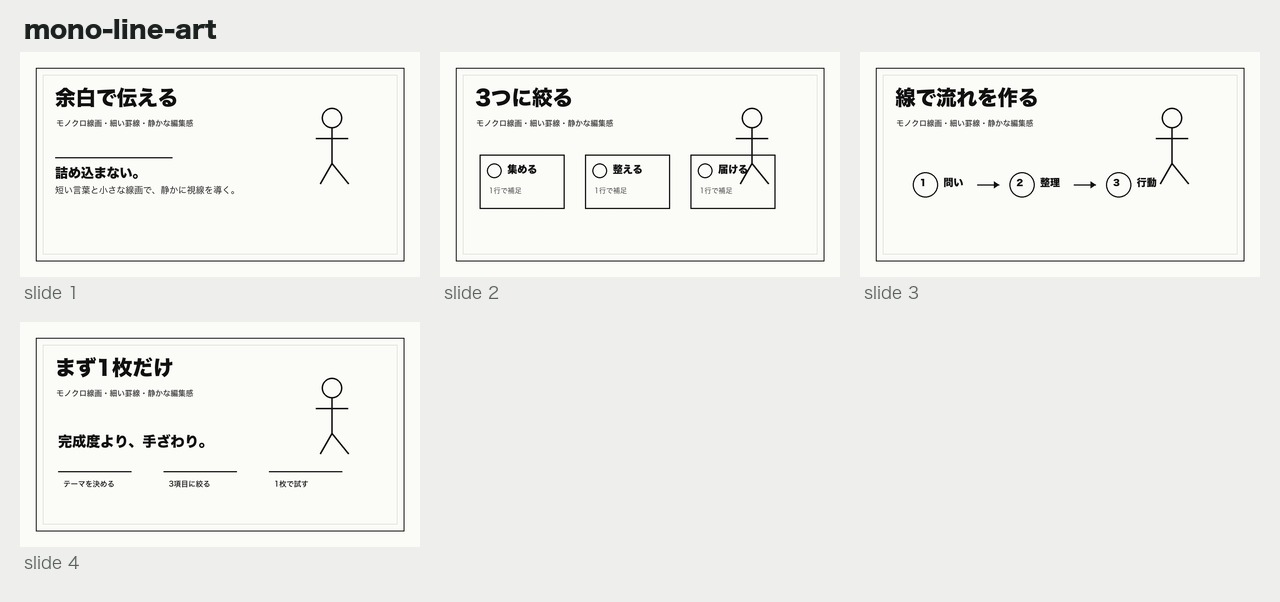 mono-line-art
余白で伝える
モノクロ線画・細い罫線・静かな編集感
詰め込まない。
短い言葉と小さな線画で、静かに視線を導く。
slide 1
3つに絞る
モノクロ線画・細い罫線・静かな編集感
集める
1行で補足
整える
1行で補足
届ける
1行で補足
slide 2
線で流れを作る
モノクロ線画・細い罫線・静かな編集感
1 問い
2 整理
3 行動
slide 3
まず1枚だけ
モノクロ線画・細い罫線・静かな編集感
完成度より、手ざわり。
テーマを決める
3項目に絞る
1枚で試す
slide 4